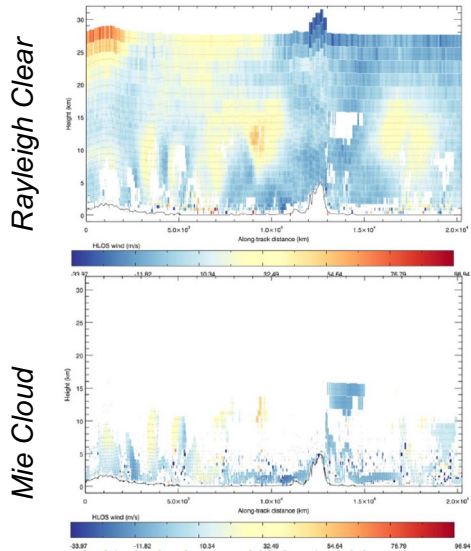 Rayleigh Clear
Height (km)
30
25
20
15
10
5
0
0
5.0×10³
1.0×10⁴
1.5×10⁴
2.0×10⁴
Along-track distance (km)
HLOS wind (m/s)
-33.97 -11.82 10.34 32.49 54.64 76.79 98.94
Mie Cloud
Height (km)
30
25
20
15
10
5
0
0
5.0×10³
1.0×10⁴
1.5×10⁴
2.0×10⁴
Along-track distance (km)
HLOS wind (m/s)
-33.97 -11.82 10.34 32.49 54.64 76.79 98.94